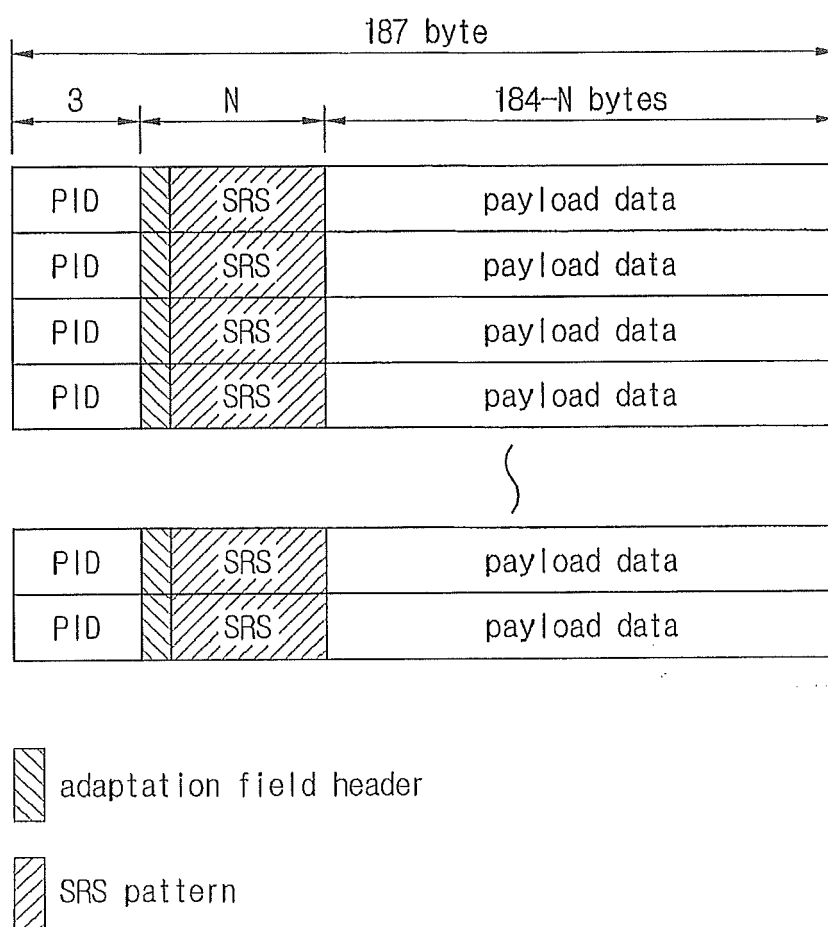 187 byte
3 N 184-N bytes
PID SRS payload data
PID SRS payload data
PID SRS payload data
PID SRS payload data
PID SRS payload data
PID SRS payload data
adaptation field header
SRS pattern